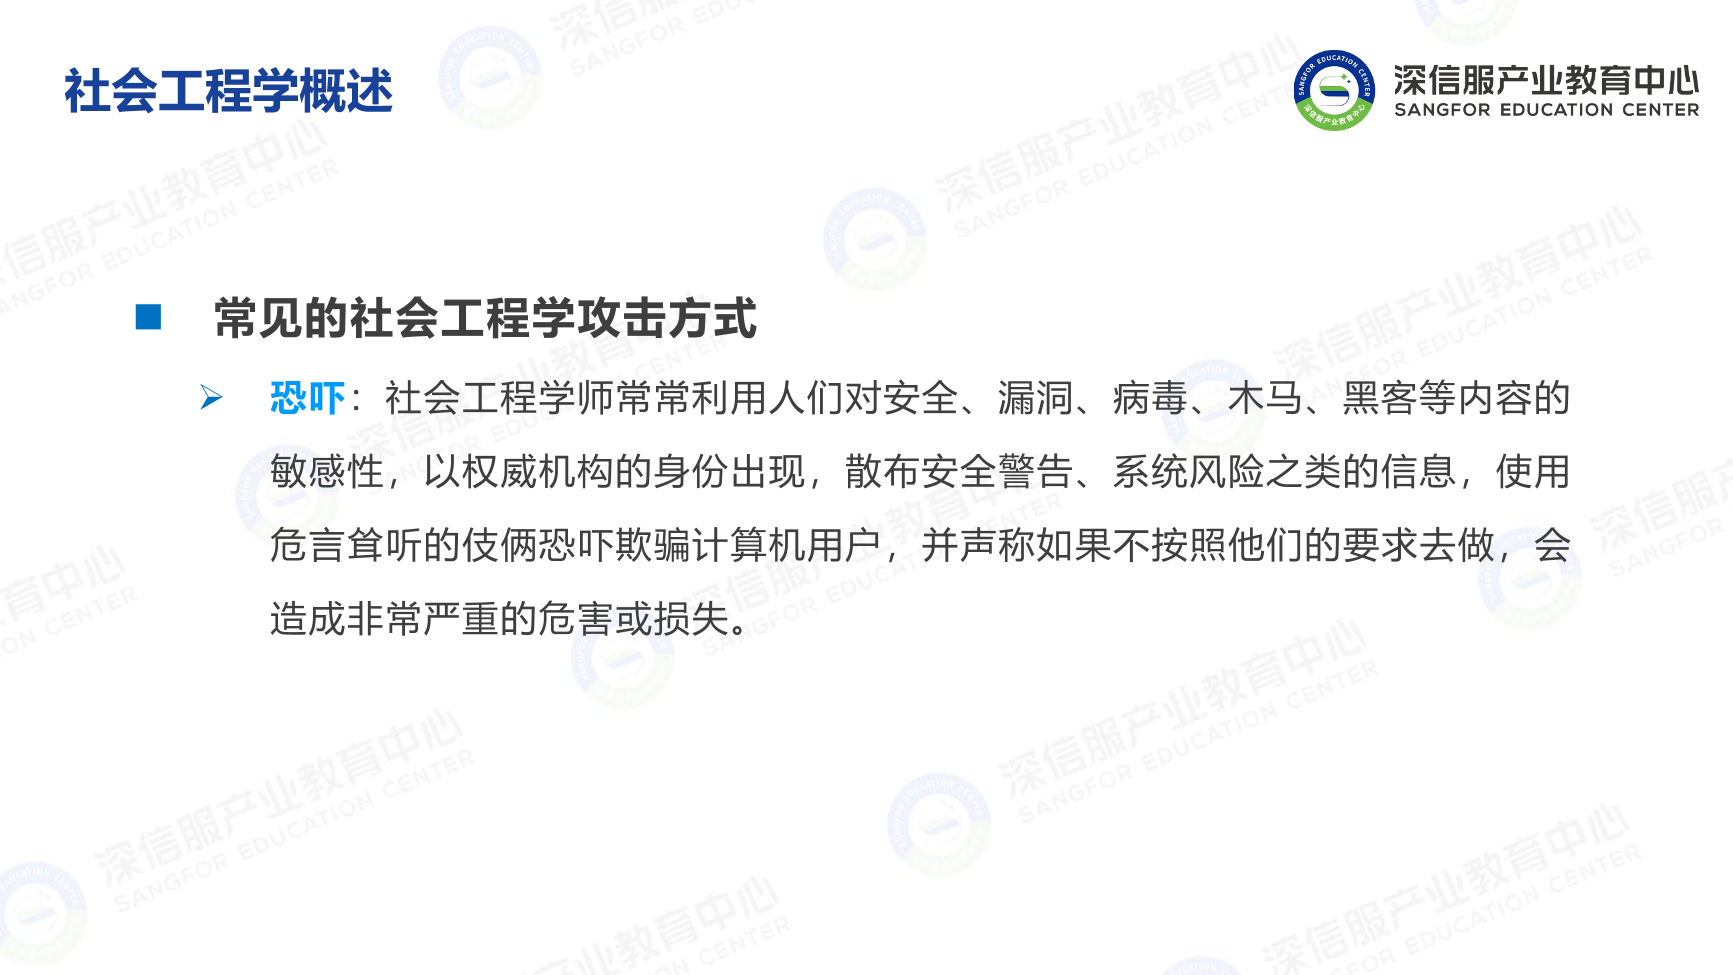 社会工程学概述
深信服产业教育中心
SANGFOR EDUCATION CENTER
常见的社会工程学攻击方式
恐吓：社会工程学师常常利用人们对安全、漏洞、病毒、木马、黑客等内容的
敏感性，以权威机构的身份出现，散布安全警告、系统风险之类的信息，使用
危言耸听的伎俩恐吓欺骗计算机用户，并声称如果不按照他们的要求去做，会
造成非常严重的危害或损失。